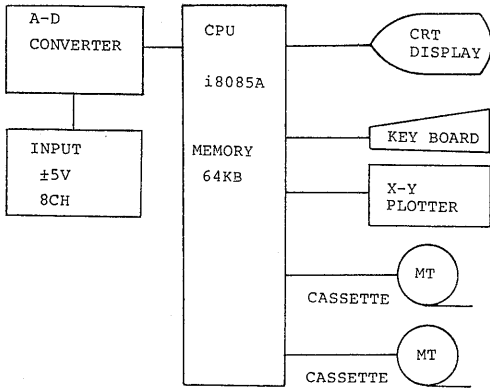 A-D
CONVERTER
INPUT
±5V
8CH
CPU
i8085A
MEMORY
64KB
CRT
DISPLAY
KEY BOARD
X-Y
PLOTTER
MT
CASSETTE
MT
CASSETTE